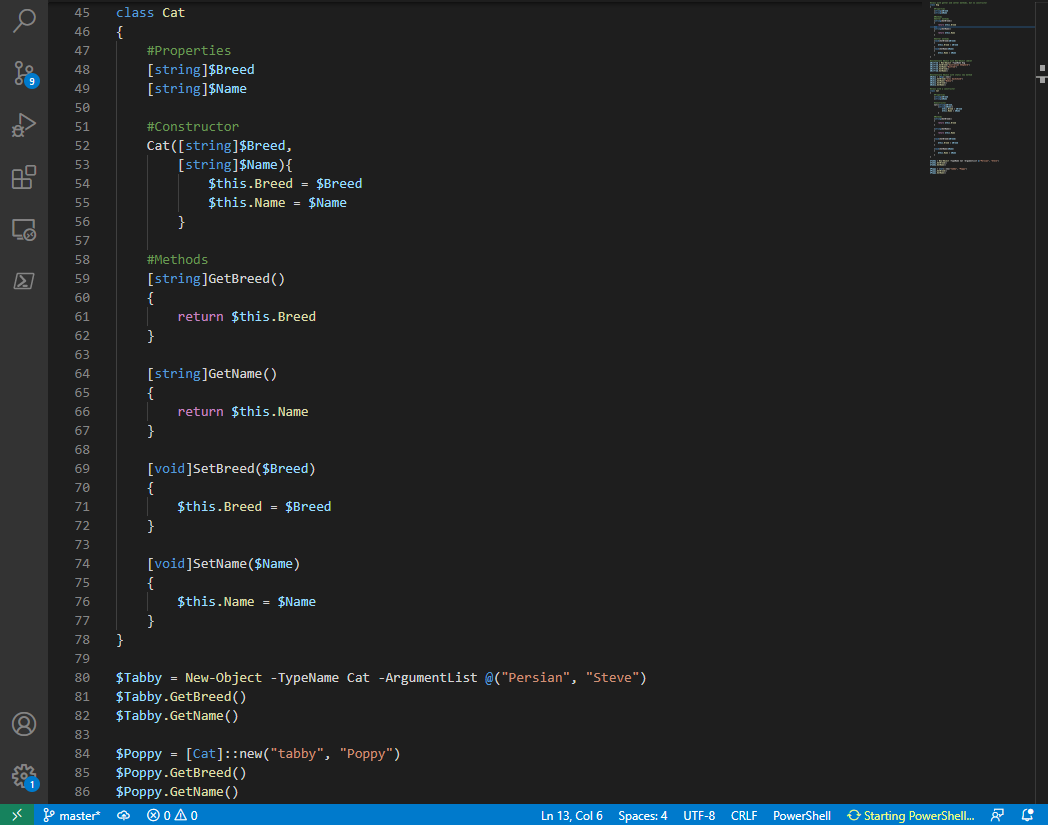 9
45 class Cat
46 {
47 #Properties
48 [string]$Breed
49 [string]$Name
50
51 #Constructor
52 Cat([string]$Breed,
53 [string]$Name){
54 $this.Breed = $Breed
55 $this.Name = $Name
56 }
57
58 #Methods
59 [string]GetBreed()
60 {
61 return $this.Breed
62 }
63
64 [string]GetName()
65 {
66 return $this.Name
67 }
68
69 [void]SetBreed($Breed)
70 {
71 $this.Breed = $Breed
72 }
73
74 [void]SetName($Name)
75 {
76 $this.Name = $Name
77 }
78 }
79
80 $Tabby = New-Object -TypeName Cat -ArgumentList @("Persian", "Steve")
81 $Tabby.GetBreed()
82 $Tabby.GetName()
83
84 $Poppy = [Cat]::new("tabby", "Poppy")
85 $Poppy.GetBreed()
86 $Poppy.GetName()
1
master* 0 0 Ln 13, Col 6 Spaces: 4 UTF-8 CRLF PowerShell Starting PowerShell...